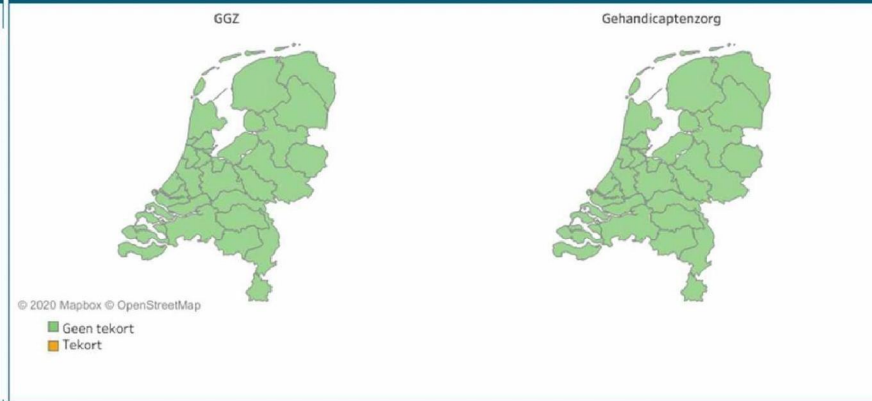 GGZ
Gehandicaptenzorg
© 2020 Mapbox © OpenStreetMap
Geen tekort
Tekort